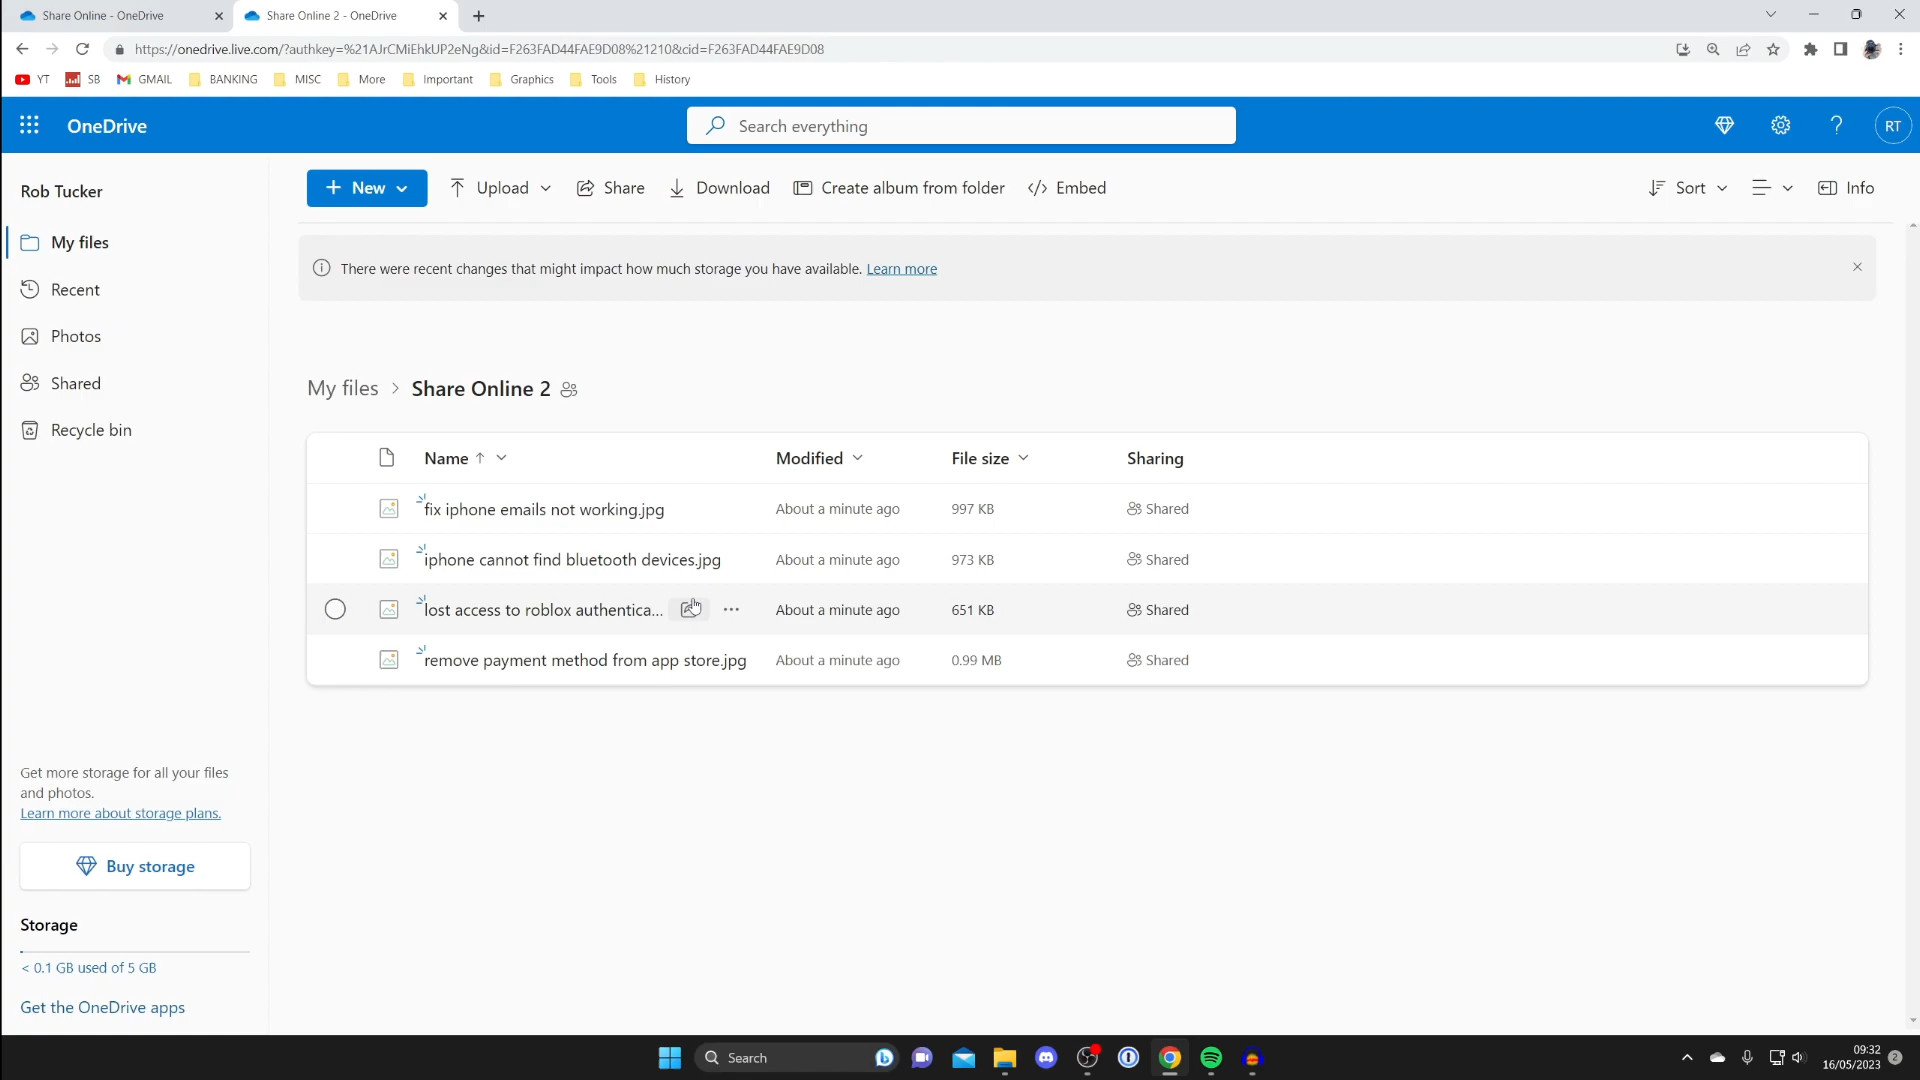 Share Online - OneDrive
Share Online 2 - OneDrive
https://onedrive.live.com/?authkey=%21AJrCMiEhkUP2eNg&id=F263FAD44FAE9D08%21210&cid=F263FAD44FAE9D08
YT SB GMAIL BANKING MISC More Important Graphics Tools History
OneDrive
Search everything
RT
Rob Tucker
My files
Recent
Photos
Shared
Recycle bin
Get more storage for all your files
and photos.
Learn more about storage plans.
Buy storage
Storage
< 0.1 GB used of 5 GB
Get the OneDrive apps
New Upload Share Download Create album from folder Embed Sort Info
There were recent changes that might impact how much storage you have available. Learn more
My files > Share Online 2
Name Modified File size Sharing
fix iphone emails not working.jpg About a minute ago 997 KB Shared
iphone cannot find bluetooth devices.jpg About a minute ago 973 KB Shared
lost access to roblox authentica... About a minute ago 651 KB Shared
remove payment method from app store.jpg About a minute ago 0.99 MB Shared
Search
09:32
16/05/2023
2